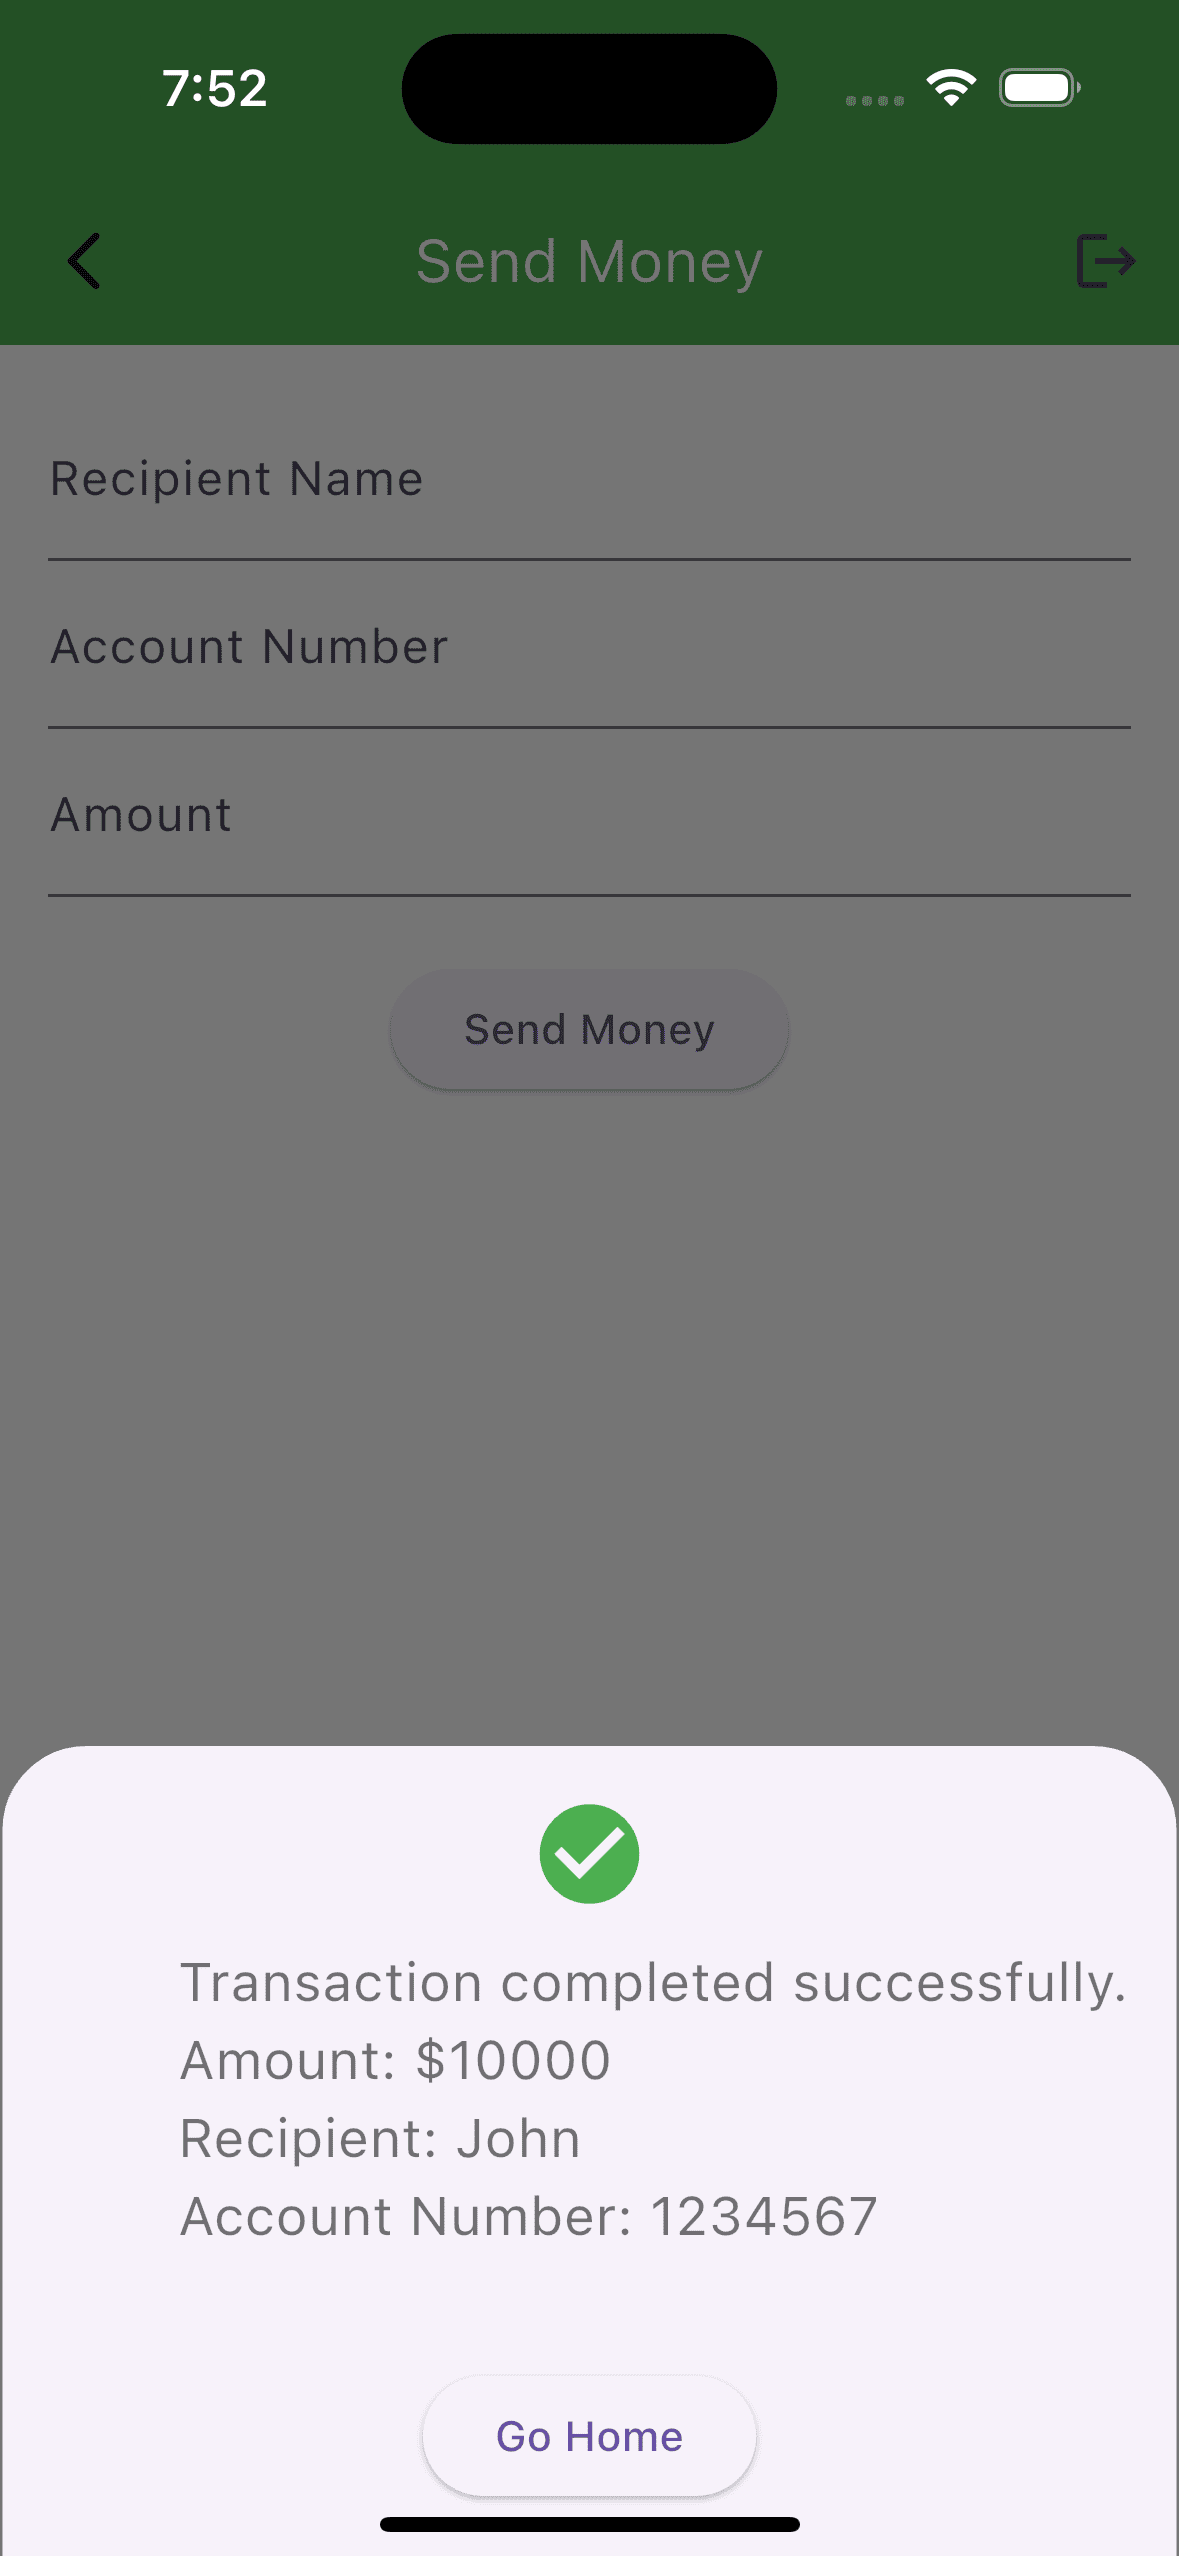 7:52
Send Money
Recipient Name
Account Number
Amount
Send Money
Transaction completed successfully.
Amount: $10000
Recipient: John
Account Number: 1234567
Go Home